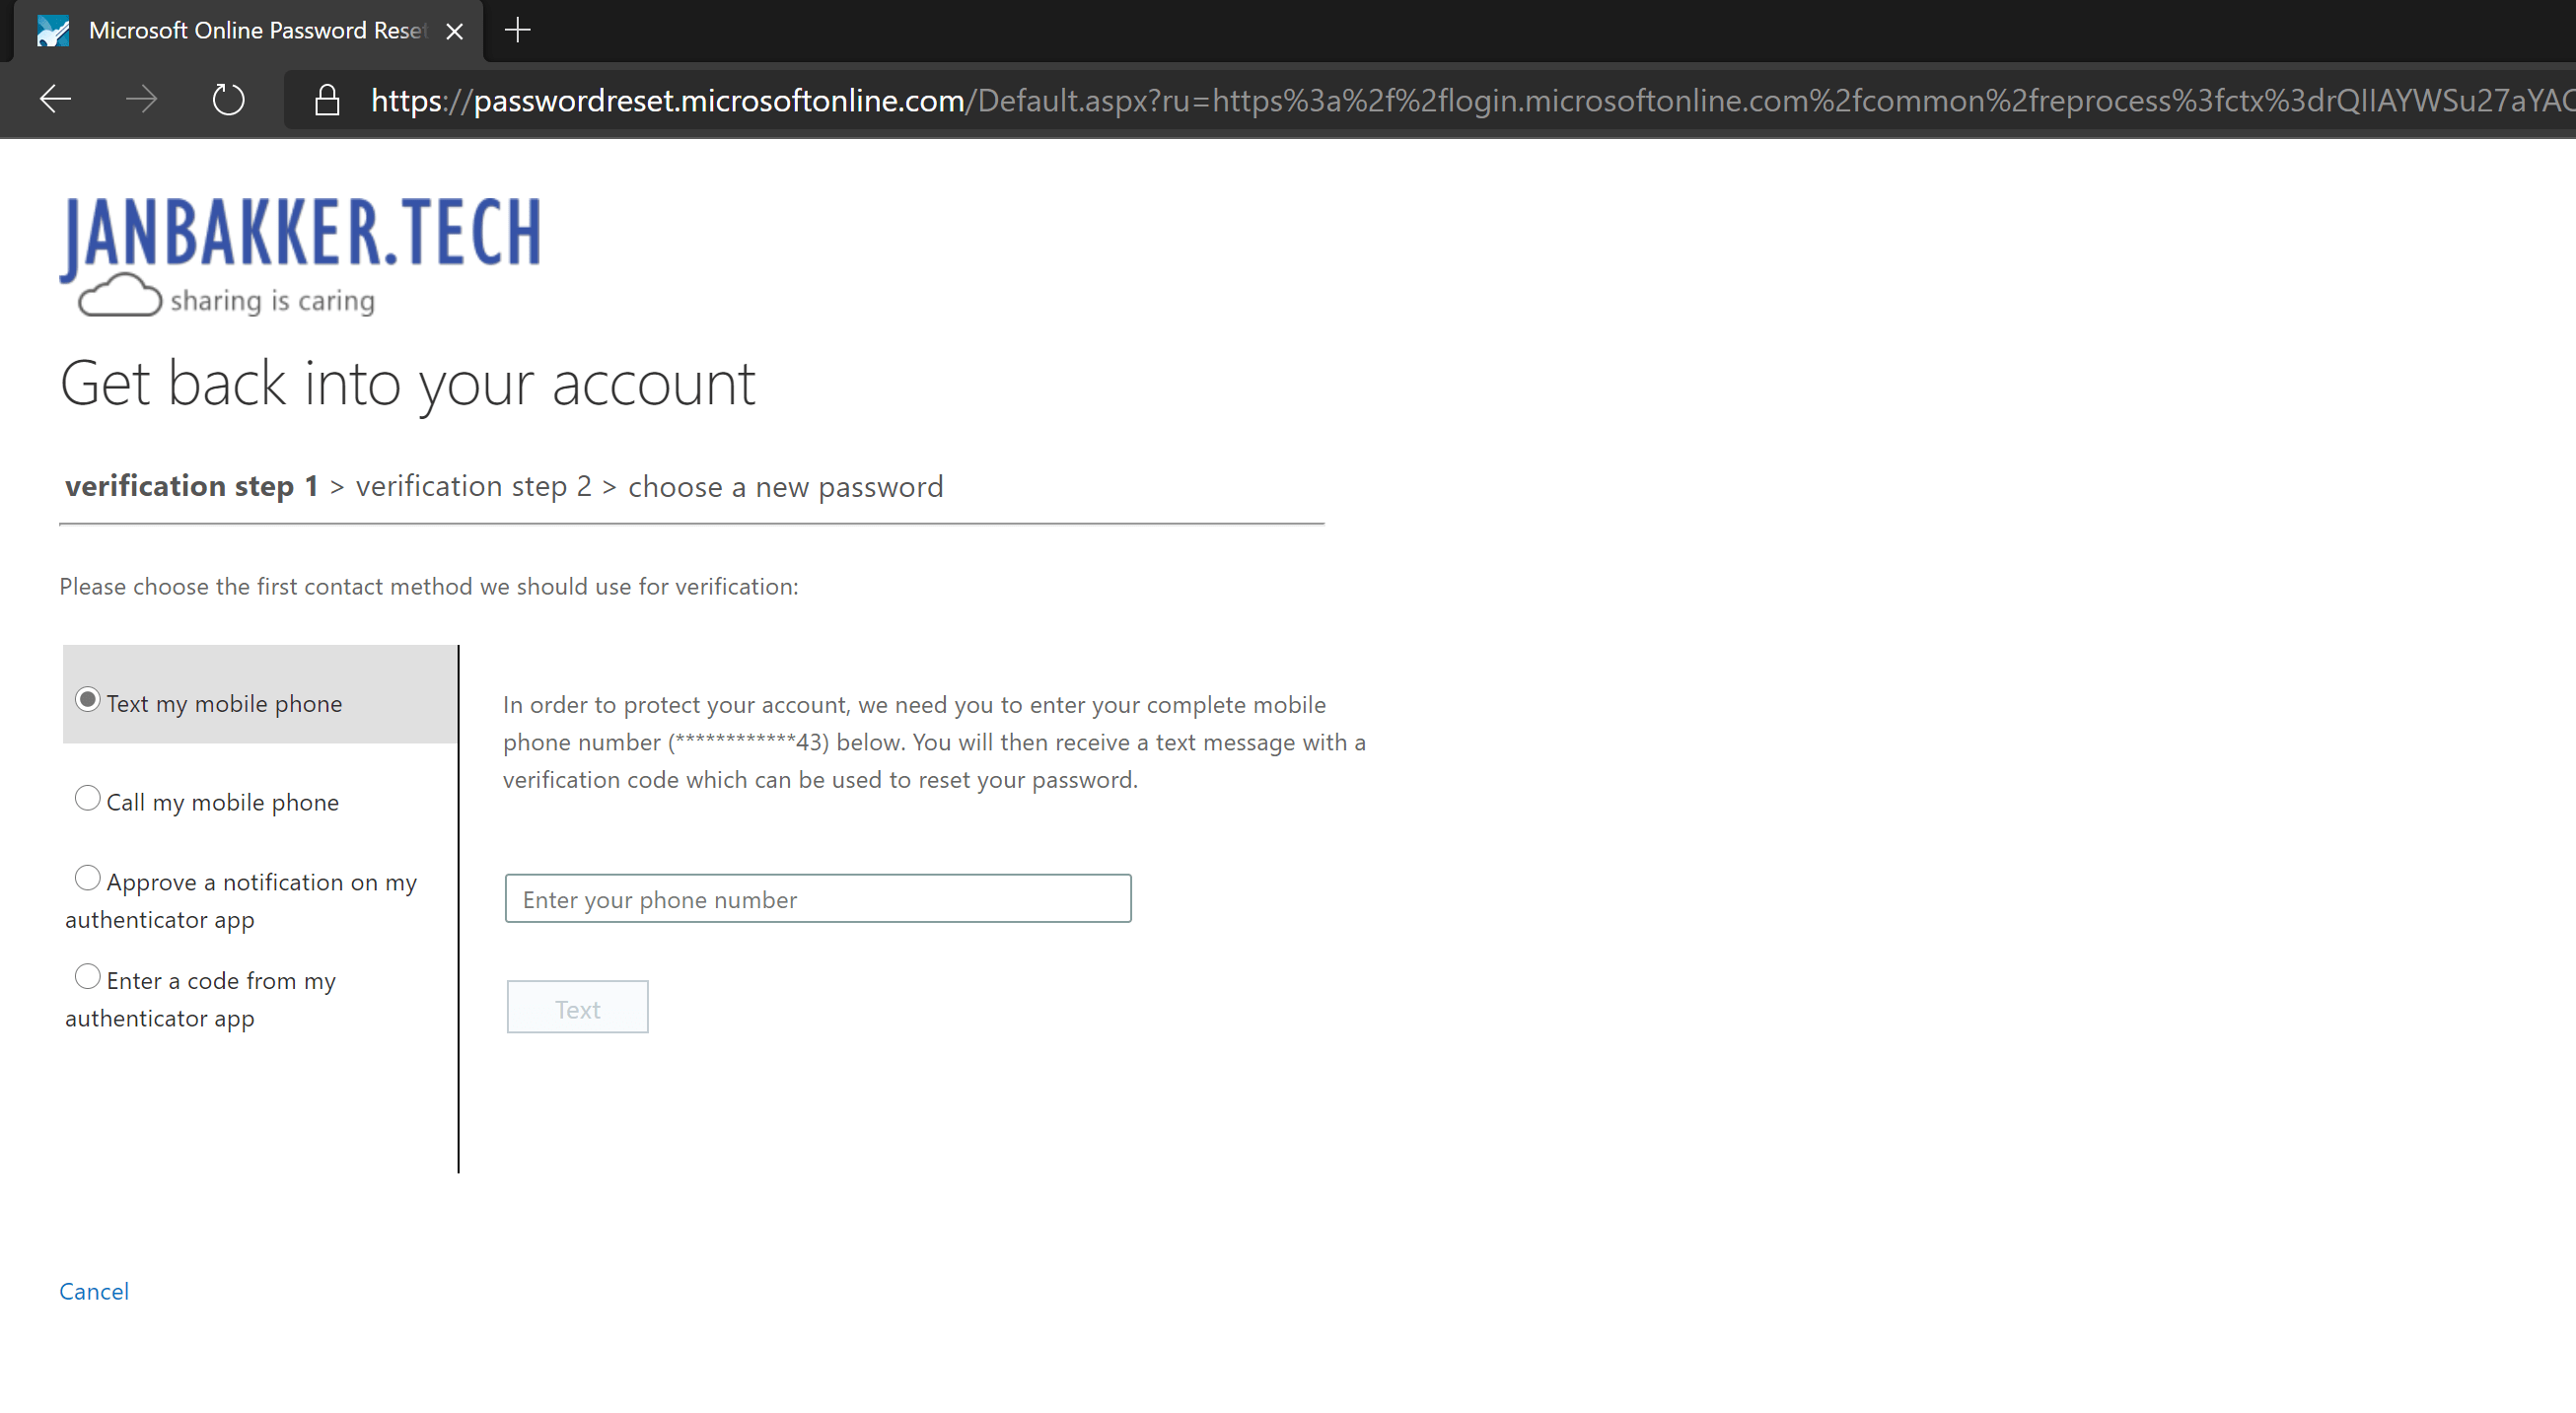 Microsoft Online Password Reset
https://passwordreset.microsoftonline.com/Default.aspx?ru=https%3a%2f%2flogin.microsoftonline.com%2fcommon%2freprocess%3fctx%3drQIIAYWSu27aYAC
JANBAKKER.TECH
sharing is caring
Get back into your account
verification step 1 > verification step 2 > choose a new password
Please choose the first contact method we should use for verification:
Text my mobile phone
Call my mobile phone
Approve a notification on my
authenticator app
Enter a code from my
authenticator app
In order to protect your account, we need you to enter your complete mobile
phone number (************43) below. You will then receive a text message with a
verification code which can be used to reset your password.
Enter your phone number
Text
Cancel